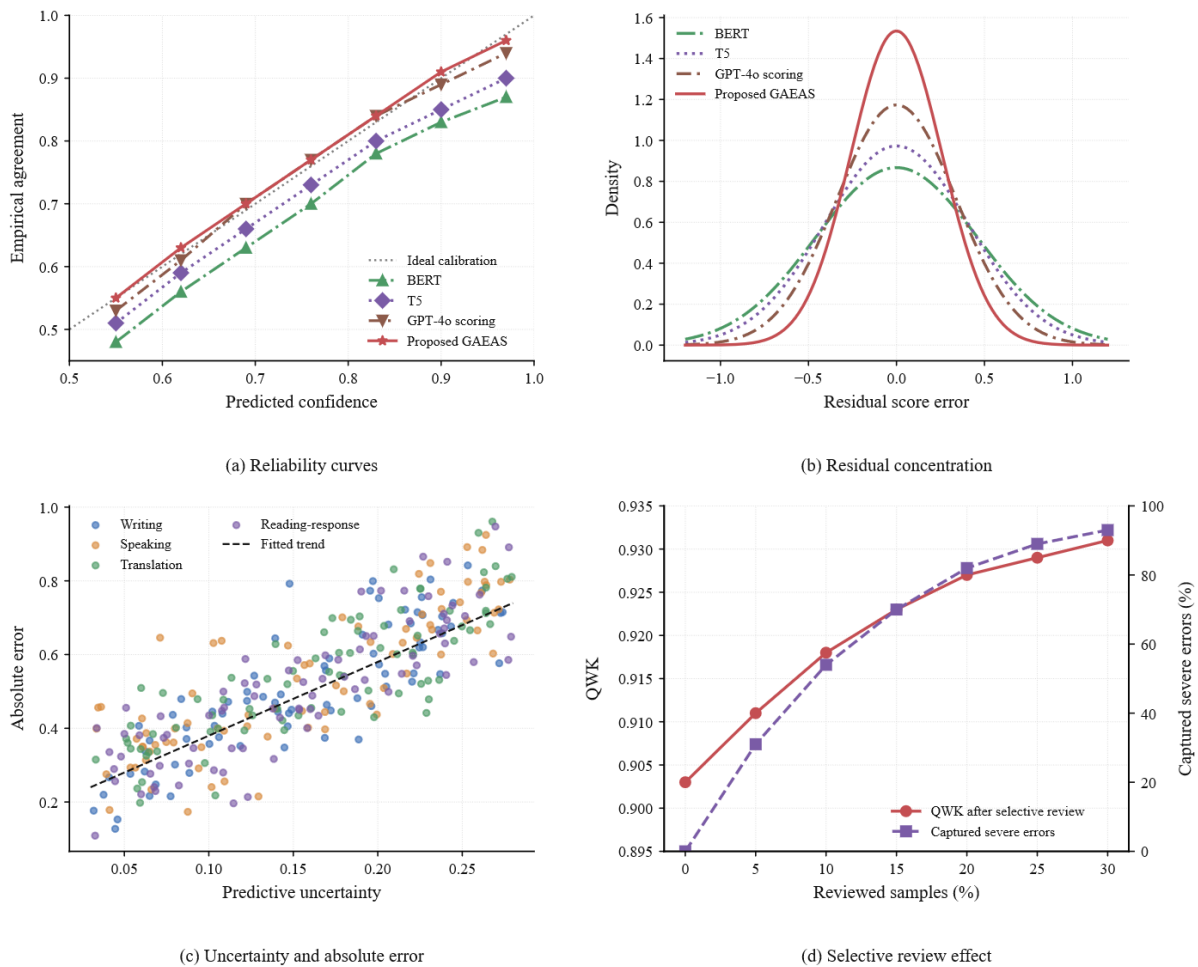 1.0
0.9
0.8
0.7
0.6
0.5
Empirical agreement
Ideal calibration
BERT
T5
GPT-4o scoring
Proposed GAEAS
0.5 0.6 0.7 0.8 0.9 1.0
Predicted confidence
(a) Reliability curves
1.6
1.4
1.2
1.0
0.8
0.6
0.4
0.2
0.0
Density
BERT
T5
GPT-4o scoring
Proposed GAEAS
−1.0 −0.5 0.0 0.5 1.0
Residual score error
(b) Residual concentration
1.0
0.8
0.6
0.4
0.2
Absolute error
Writing
Speaking
Translation
Reading-response
Fitted trend
0.05 0.10 0.15 0.20 0.25
Predictive uncertainty
(c) Uncertainty and absolute error
0.935
0.930
0.925
0.920
0.915
0.910
0.905
0.900
0.895
QWK
100
80
60
40
20
0
Captured severe errors (%)
QWK after selective review
Captured severe errors
0 5 10 15 20 25 30
Reviewed samples (%)
(d) Selective review effect